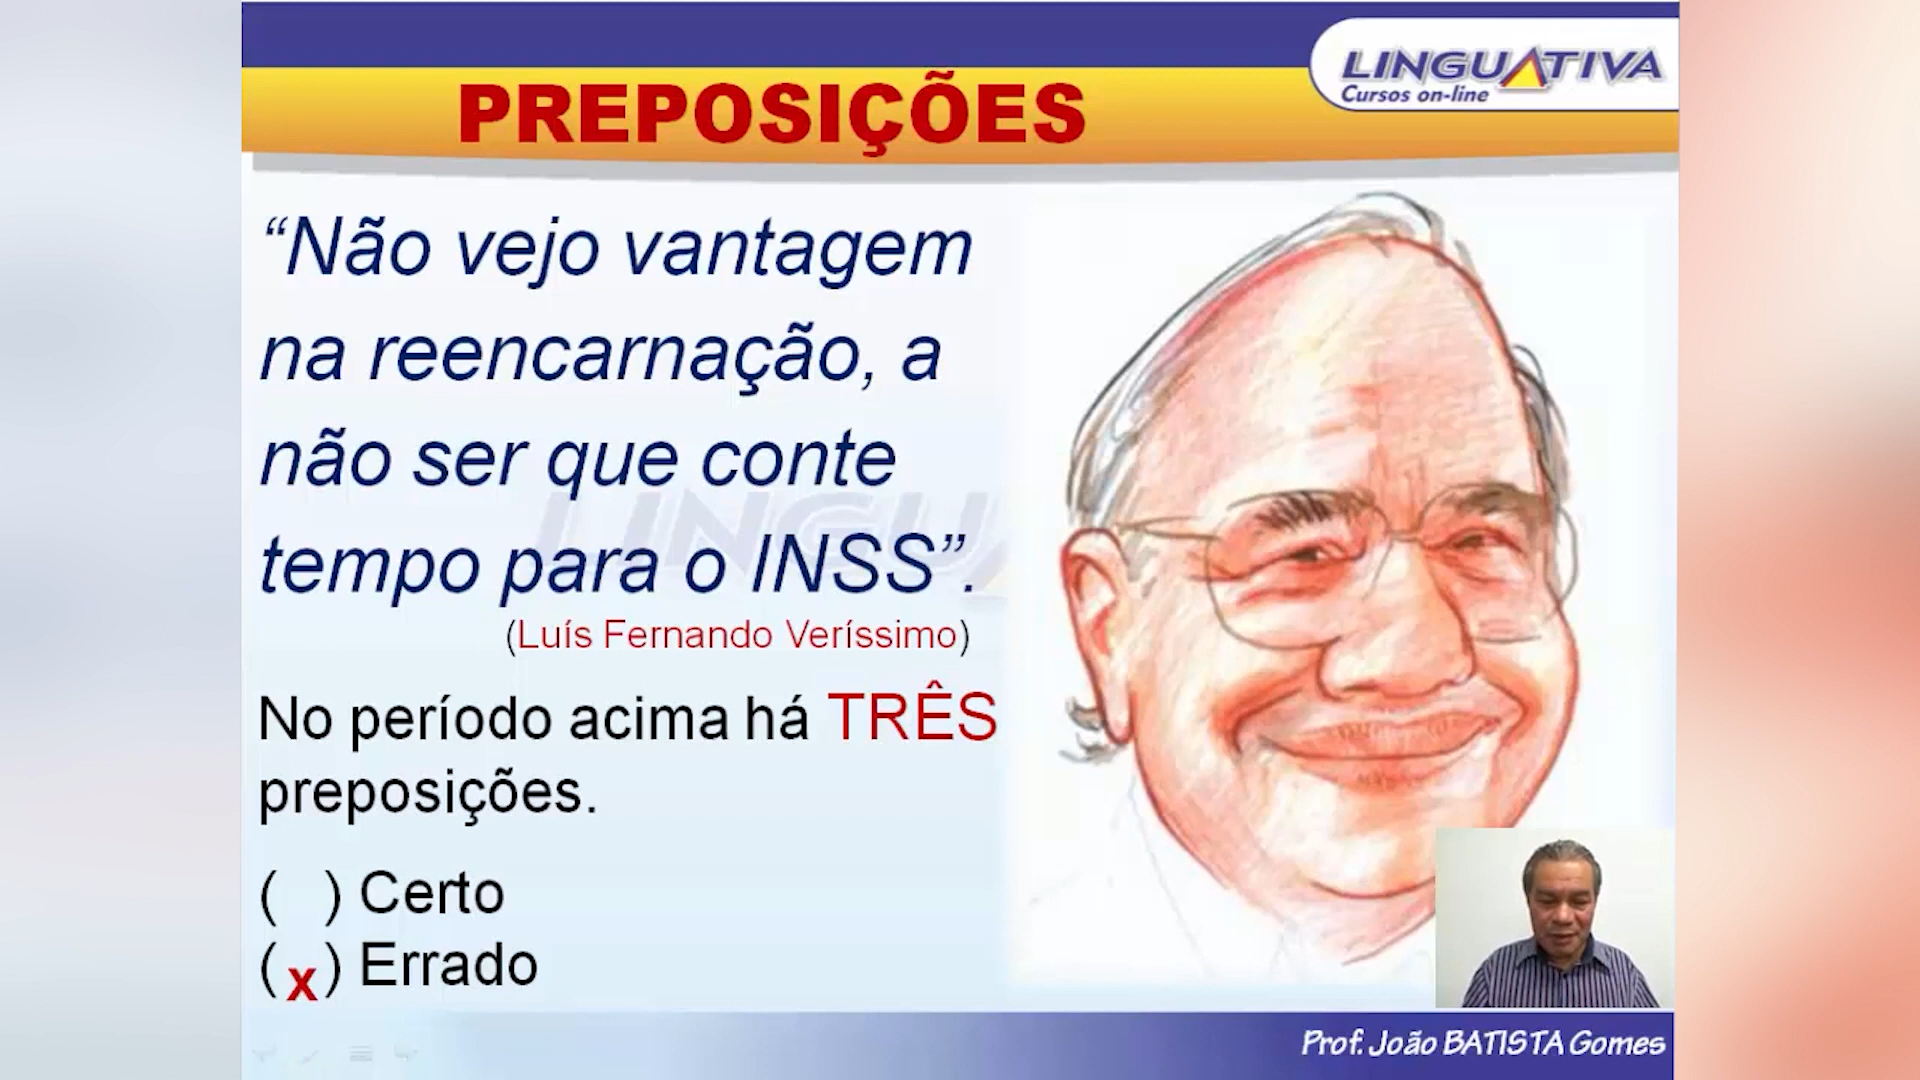 LINGUATIVA
Cursos on-line
PREPOSIÇÕES
“Não vejo vantagem
na reencarnação, a
não ser que conte
tempo para o INSS”.
(Luís Fernando Veríssimo)
No período acima há TRÊS
preposições.
( ) Certo
(x) Errado
Prof. João BATISTA Gomes